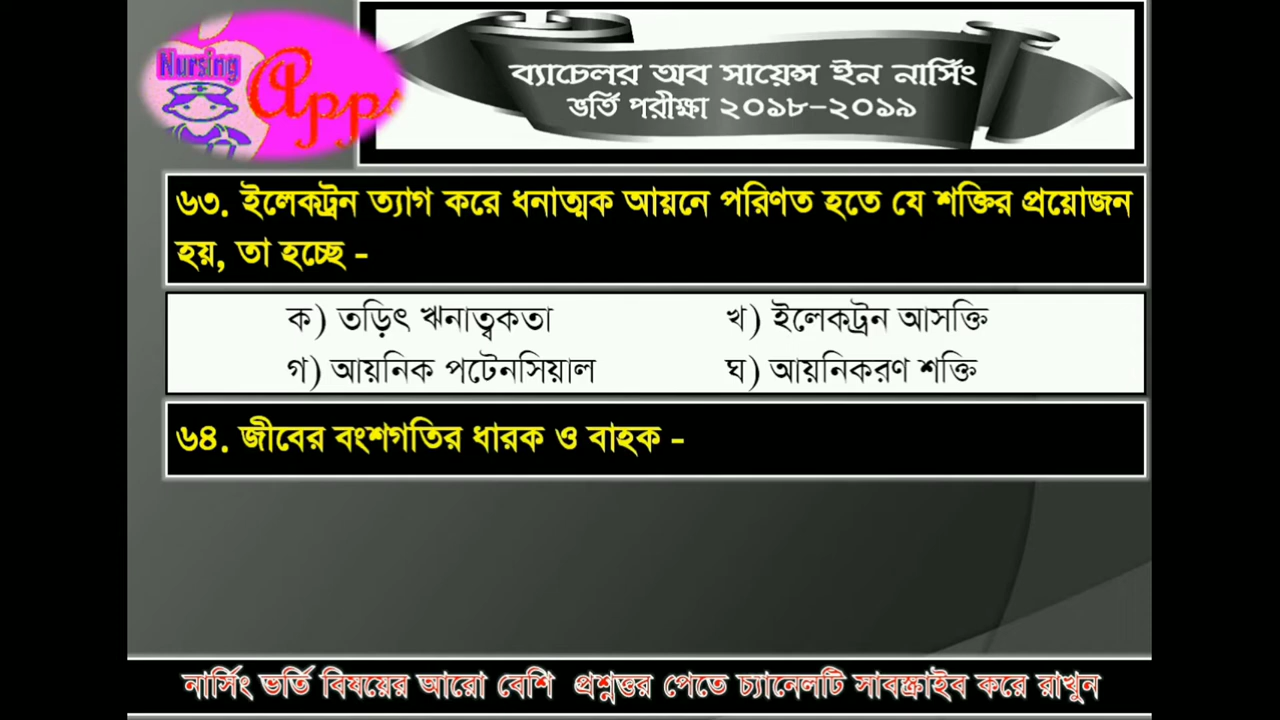 Nursing
Apps
ব্যাচেলর অব সায়েন্স ইন নার্সিং
ভর্তি পরীক্ষা ২০১৮-২০১৯
৬৩. ইলেকট্রন ত্যাগ করে ধনাত্মক আয়নে পরিণত হতে যে শক্তির প্রয়োজন
হয়, তা হচ্ছে -
ক) তড়িৎ ঋনাত্বকতা খ) ইলেকট্রন আসক্তি
গ) আয়নিক পটেনসিয়াল ঘ) আয়নিকরণ শক্তি
৬৪. জীবের বংশগতির ধারক ও বাহক -
নার্সিং ভর্তি বিষয়ের আরো বেশি প্রশ্নত্তর পেতে চ্যানেলটি সাবস্ক্রাইব করে রাখুন